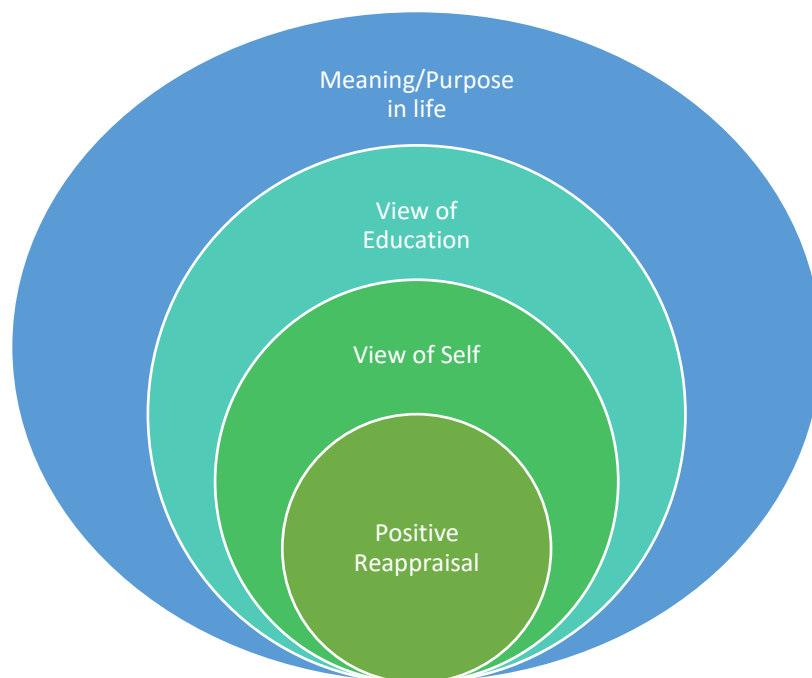 Meaning/Purpose
in life
View of
Education
View of Self
Positive
Reappraisal